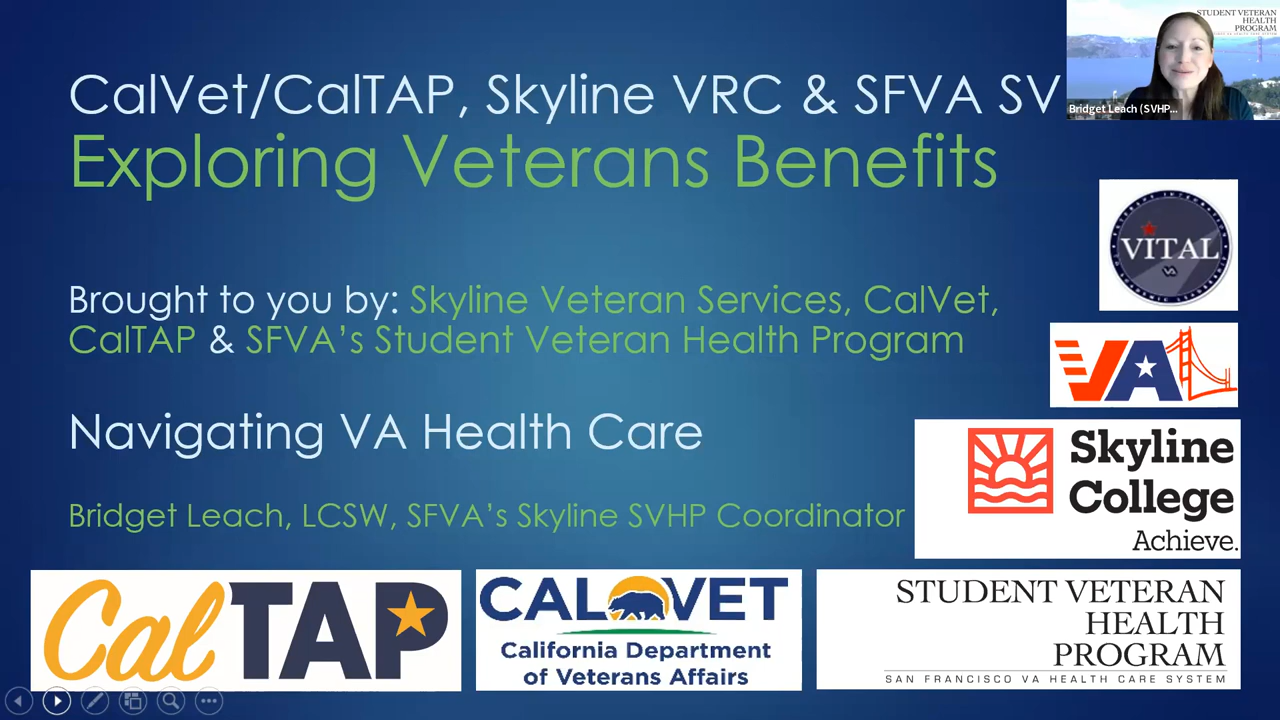 CalVet/CalTAP, Skyline VRC & SFVA SV
Exploring Veterans Benefits
Brought to you by: Skyline Veteran Services, CalVet,
CalTAP & SFVA's Student Veteran Health Program
Navigating VA Health Care
Bridget Leach, LCSW, SFVA's Skyline SVHP Coordinator
STUDENT VETERAN
HEALTH
PROGRAM
Bridget Leach (SVHP...
VITAL
VA
VA
Skyline
College
Achieve.
CalTAP
CALVET
California Department
of Veterans Affairs
STUDENT VETERAN
HEALTH
PROGRAM
SAN FRANCISCO VA HEALTH CARE SYSTEM